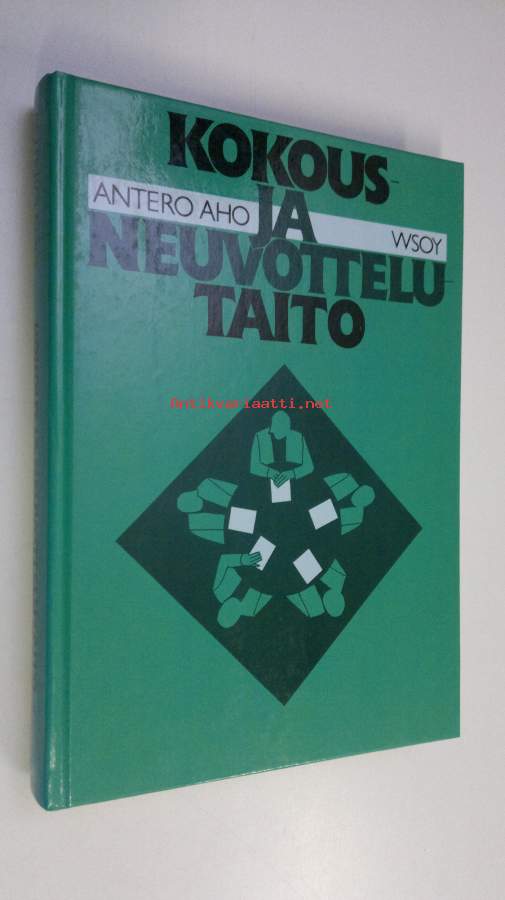 KOKOUS-
ANTERO AHO JA WSOY
NEUVOTTELU-
TAITO
Antikvariaatti.net